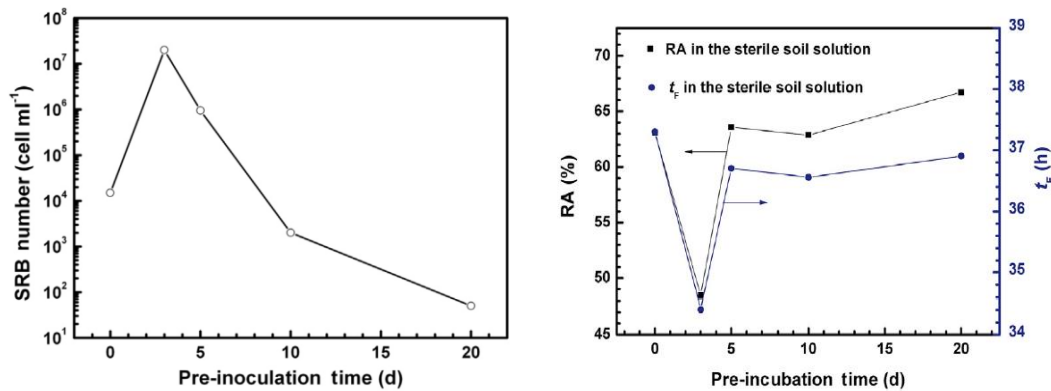 10^8
10^7
10^6
10^5
10^4
10^3
10^2
10^1
SRB number (cell ml^-1)
0 5 10 15 20
Pre-inoculation time (d)
70
65
60
55
50
45
RA (%)
RA in the sterile soil solution
t_F in the sterile soil solution
39
38
37
36
35
34
t_F (h)
0 5 10 15 20
Pre-incubation time (d)